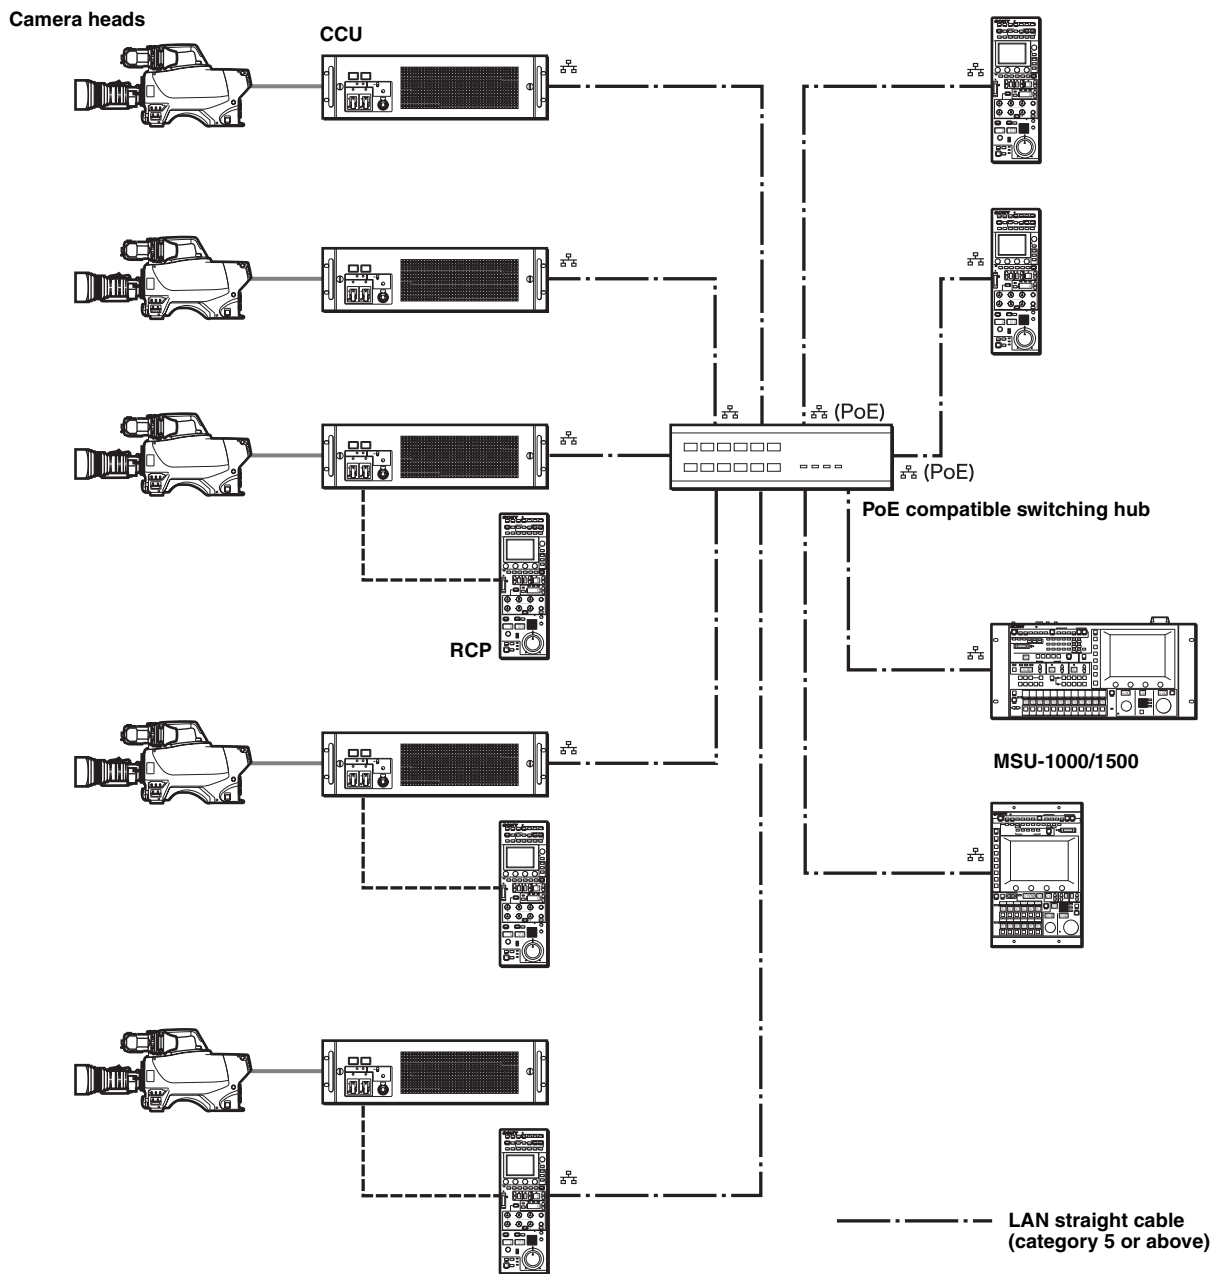 Camera heads
CCU
(PoE)
(PoE)
PoE compatible switching hub
RCP
MSU-1000/1500
LAN straight cable
(category 5 or above)